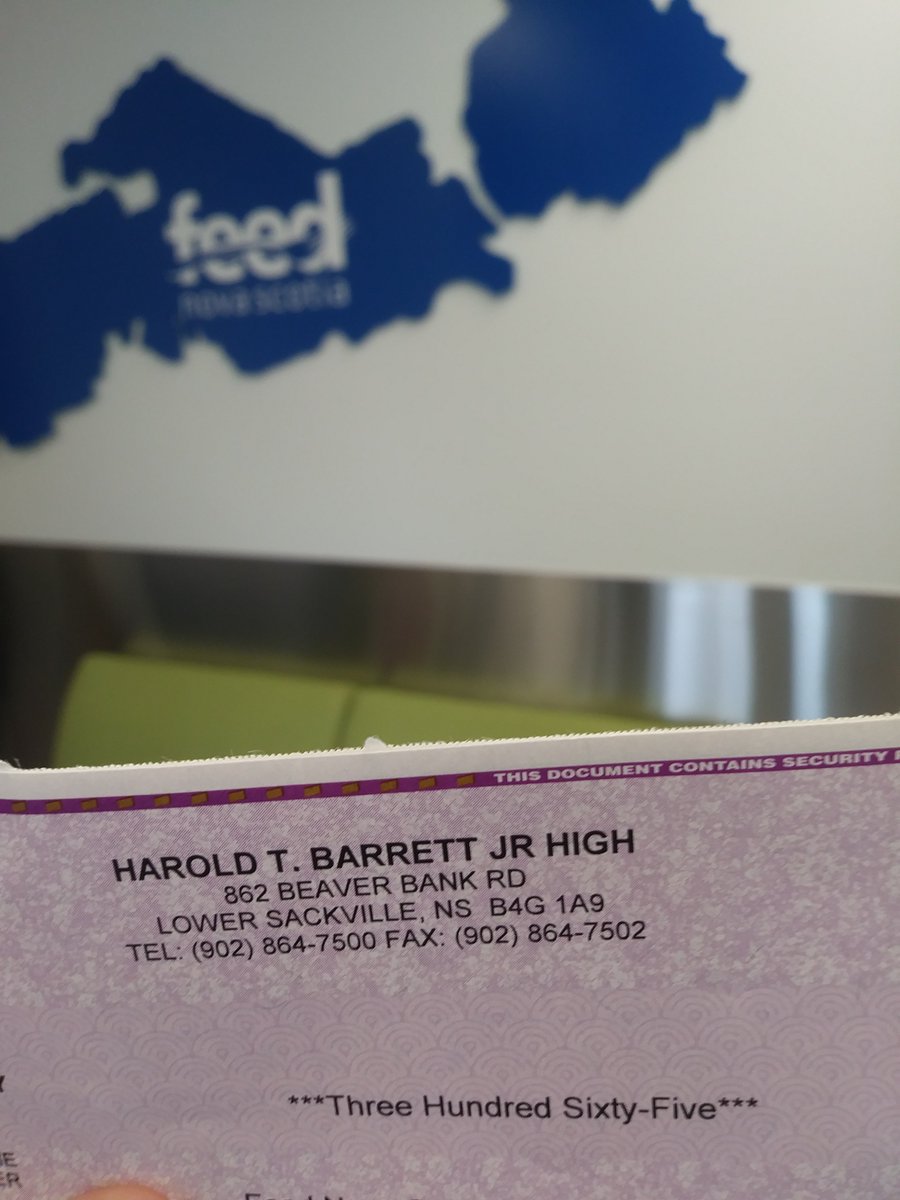 feed
nova scotia
THIS DOCUMENT CONTAINS SECURITY
HAROLD T. BARRETT JR HIGH
862 BEAVER BANK RD
LOWER SACKVILLE, NS B4G 1A9
TEL: (902) 864-7500 FAX: (902) 864-7502
***Three Hundred Sixty-Five***